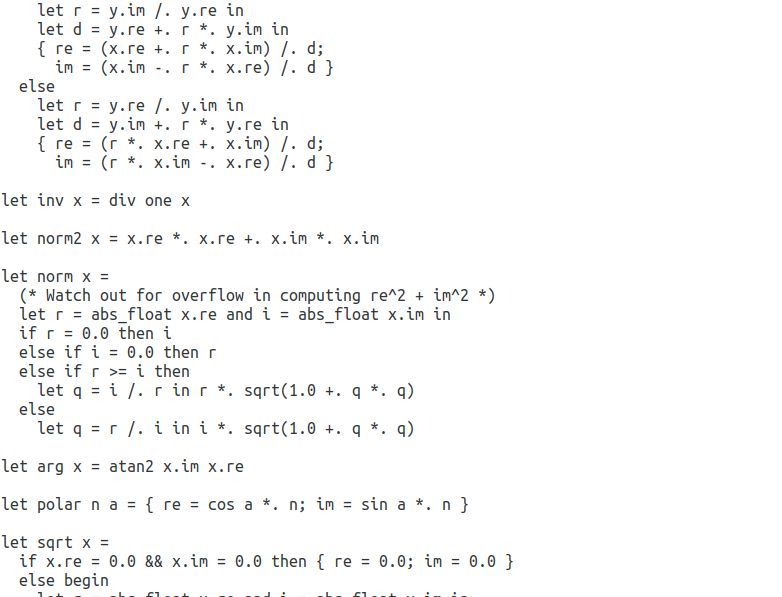 let r = y.im /. y.re in
let d = y.re +. r *. y.im in
{ re = (x.re +. r *. x.im) /. d;
im = (x.im -. r *. x.re) /. d }
else
let r = y.re /. y.im in
let d = y.im +. r *. y.re in
{ re = (r *. x.re +. x.im) /. d;
im = (r *. x.im -. x.re) /. d }
let inv x = div one x
let norm2 x = x.re *. x.re +. x.im *. x.im
let norm x =
(* Watch out for overflow in computing re^2 + im^2 *)
let r = abs_float x.re and i = abs_float x.im in
if r = 0.0 then i
else if i = 0.0 then r
else if r >= i then
let q = i /. r in r *. sqrt(1.0 +. q *. q)
else
let q = r /. i in i *. sqrt(1.0 +. q *. q)
let arg x = atan2 x.im x.re
let polar n a = { re = cos a *. n; im = sin a *. n }
let sqrt x =
if x.re = 0.0 && x.im = 0.0 then { re = 0.0; im = 0.0 }
else begin